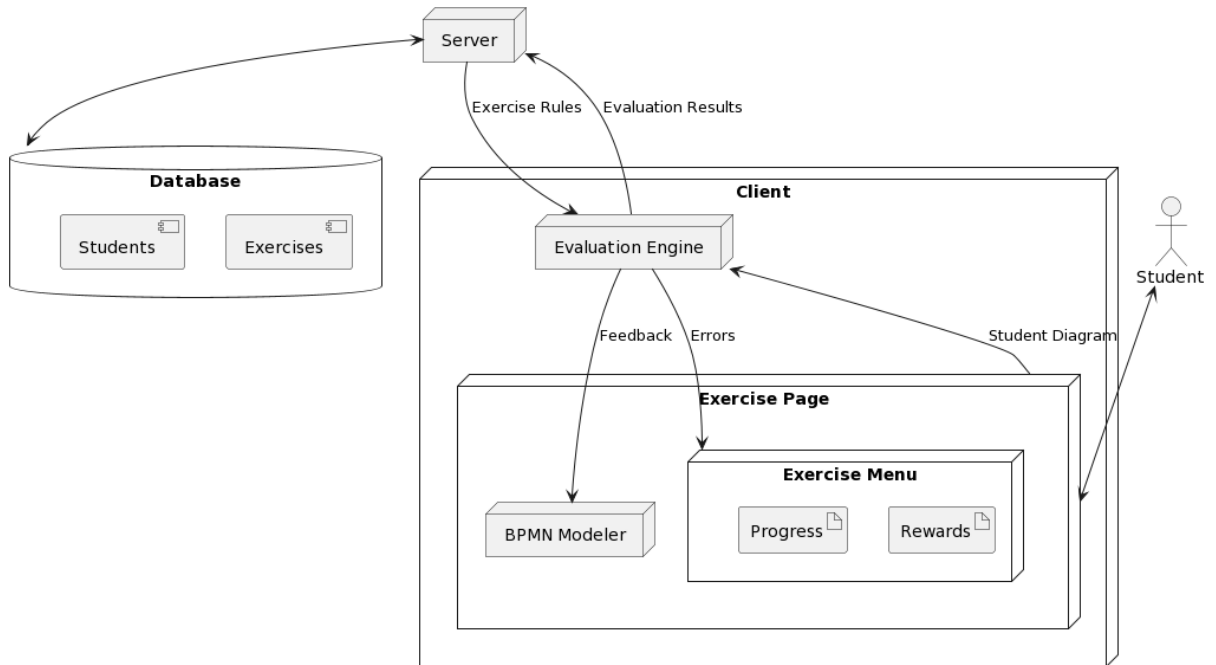 Server
Exercise Rules
Evaluation Results
Database
Students
Exercises
Client
Evaluation Engine
Student
Feedback
Errors
Student Diagram
Exercise Page
Exercise Menu
BPMN Modeler
Progress
Rewards